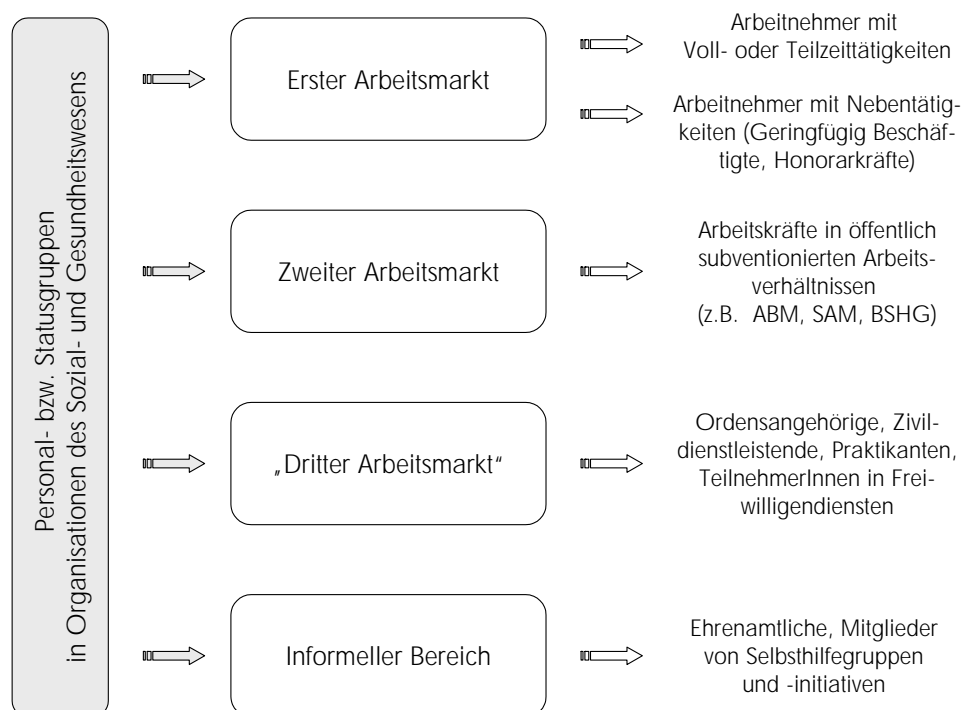 Personal- bzw. Statusgruppen
in Organisationen des Sozial- und Gesundheitswesens
Erster Arbeitsmarkt
Arbeitnehmer mit
Voll- oder Teilzeittätigkeiten
Arbeitnehmer mit Nebentätig-
keiten (Geringfügig Beschäf-
tigte, Honorarkräfte)
Zweiter Arbeitsmarkt
Arbeitskräfte in öffentlich
subventionierten Arbeits-
verhältnissen
(z.B. ABM, SAM, BSHG)
„Dritter Arbeitsmarkt“
Ordensangehörige, Zivil-
dienstleistende, Praktikanten,
TeilnehmerInnen in Frei-
willigendiensten
Informeller Bereich
Ehrenamtliche, Mitglieder
von Selbsthilfegruppen
und -initiativen